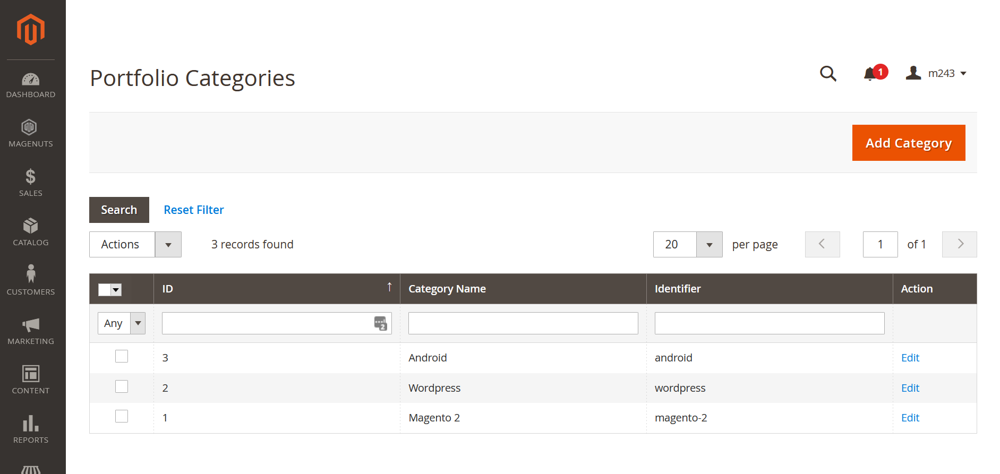 Portfolio Categories
1
m243
DASHBOARD
MAGENUTS
SALES
CATALOG
CUSTOMERS
MARKETING
CONTENT
REPORTS
Add Category
Search
Reset Filter
Actions
3 records found
20
per page
1
of 1
ID
Category Name
Identifier
Action
Any
2
3
Android
android
Edit
2
Wordpress
wordpress
Edit
1
Magento 2
magento-2
Edit